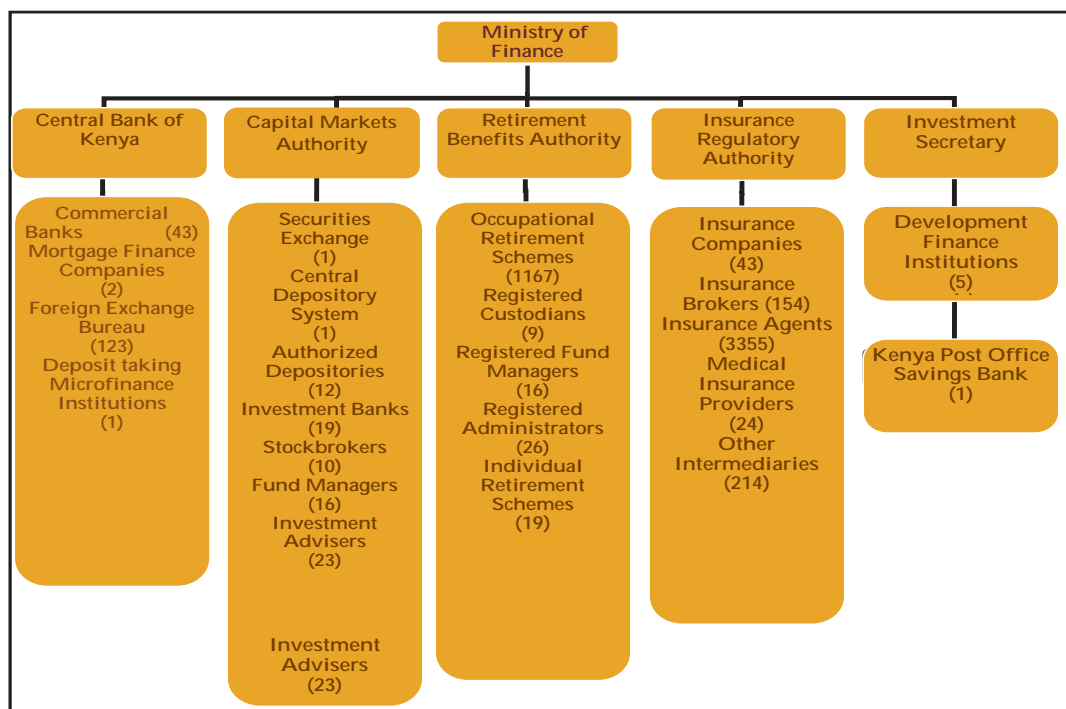 Ministry of
Finance
Central Bank of
Kenya
Capital Markets
Authority
Retirement
Benefits Authority
Insurance
Regulatory
Authority
Investment
Secretary
Commercial
Banks (43)
Mortgage Finance
Companies
(2)
Foreign Exchange
Bureau
(123)
Deposit taking
Microfinance
Institutions
(1)
Securities
Exchange
(1)
Central
Depository
System
(1)
Authorized
Depositories
(12)
Investment Banks
(19)
Stockbrokers
(10)
Fund Managers
(16)
Investment
Advisers
(23)
Investment
Advisers
(23)
Occupational
Retirement
Schemes
(1167)
Registered
Custodians
(9)
Registered Fund
Managers
(16)
Registered
Administrators
(26)
Individual
Retirement
Schemes
(19)
Insurance
Companies
(43)
Insurance
Brokers (154)
Insurance Agents
(3355)
Medical
Insurance
Providers
(24)
Other
Intermediaries
(214)
Development
Finance
Institutions
(5)
Kenya Post Office
Savings Bank
(1)